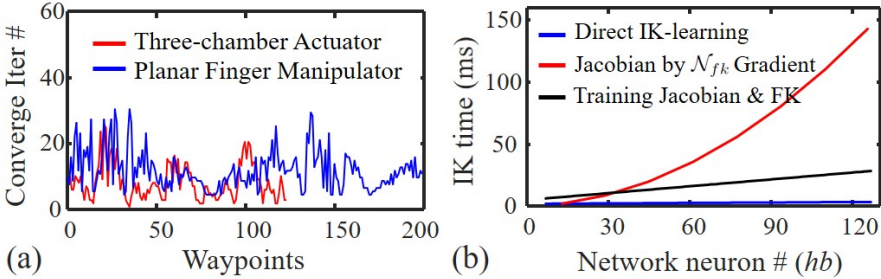 60
40
20
0
0
50
100
150
200
Converge Iter #
Waypoints
Three-chamber Actuator
Planar Finger Manipulator
(a)
150
100
50
0
0
30
60
90
120
IK time (ms)
Network neuron # (hb)
Direct IK-learning
Jacobian by 𝒩fk Gradient
Training Jacobian & FK
(b)